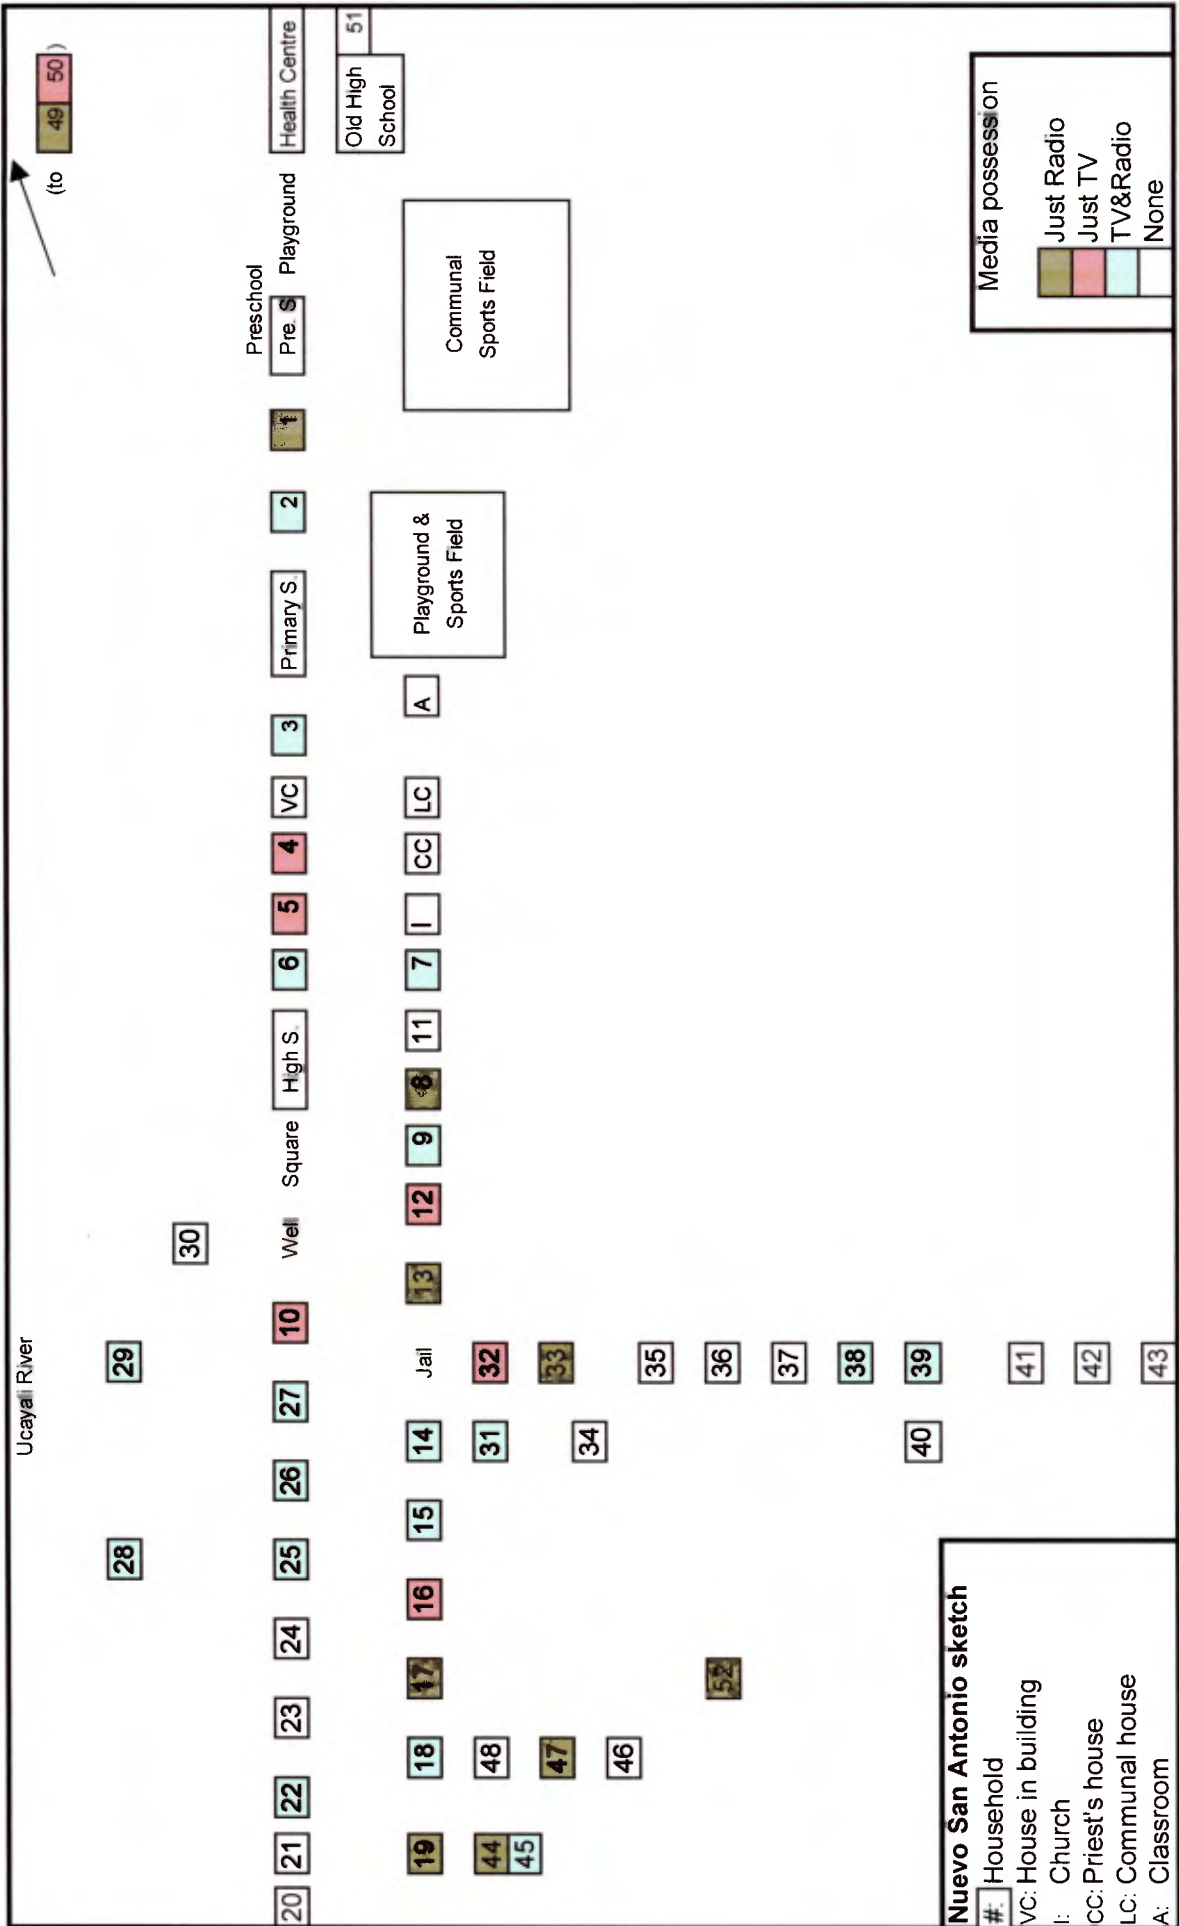 Ucayali River
(to 49 50 )
28
29
30
20
21
22
23
24
25
26
27
10
Well
Square
High S.
6
5
4
VC
3
Primary S.
2
1
Preschool
Pre. S
Playground
Health Centre
Old High
School
51
19
18
17
16
15
14
Jail
13
12
9
8
11
7
I
CC
LC
A
Playground &
Sports Field
Communal
Sports Field
44
45
48
47
46
52
31
34
32
33
35
36
37
38
39
40
41
42
43
Nuevo San Antonio sketch
#: Household
VC: House in building
I: Church
CC: Priest's house
LC: Communal house
A: Classroom
Media possession
Just Radio
Just TV
TV&Radio
None